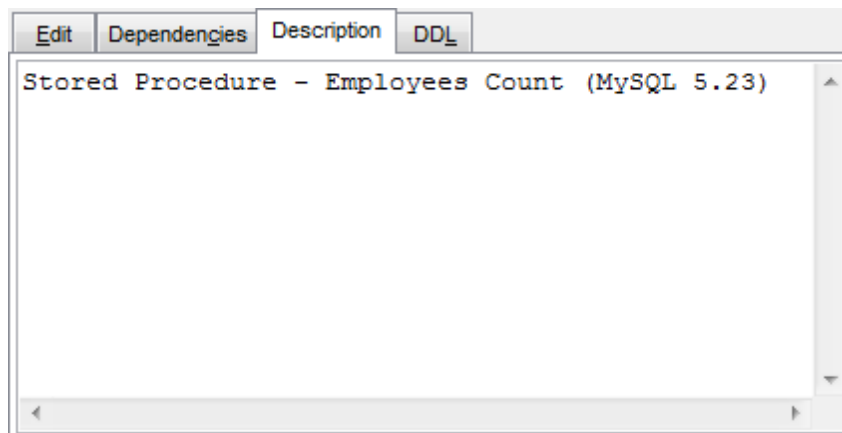 Edit Dependencies Description DDL
Stored Procedure - Employees Count (MySQL 5.23)